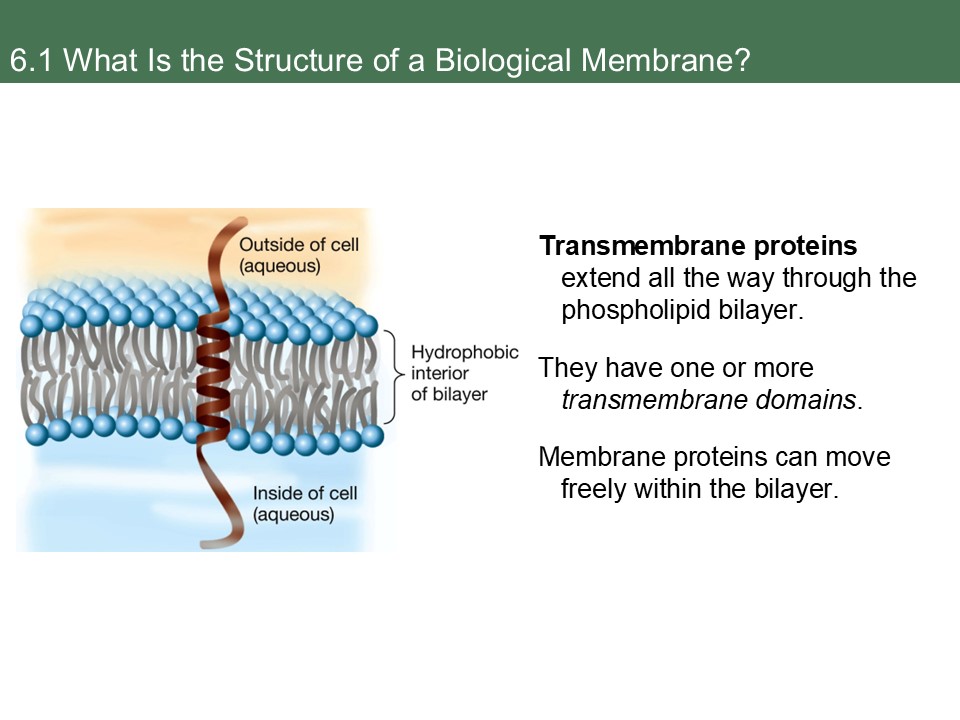 6.1 What Is the Structure of a Biological Membrane?
Outside of cell
(aqueous)
Hydrophobic
interior
of bilayer
Inside of cell
(aqueous)
Transmembrane proteins
extend all the way through the
phospholipid bilayer.
They have one or more
transmembrane domains.
Membrane proteins can move
freely within the bilayer.